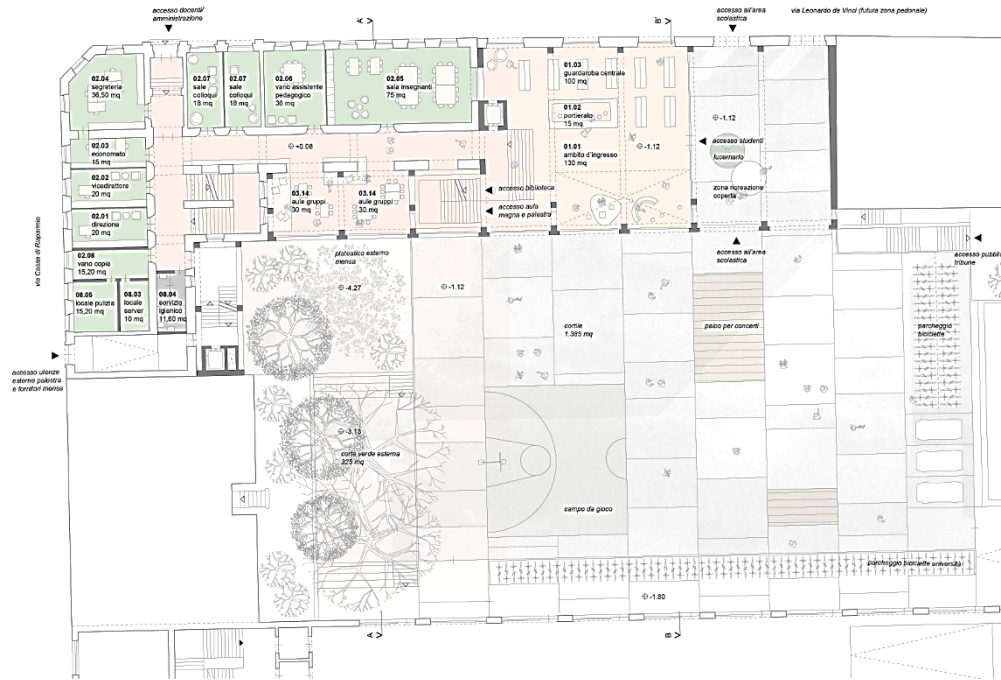 accesso docenti/
amministrazione
A'
B'
accesso all'area
scolastica
via Leonardo da Vinci (futura zona pedonale)
02.04
segreteria
36,50 mq
02.07
sale
colloqui
18 mq
02.07
sale
colloqui
18 mq
02.06
vano assistente
pedagogico
36 mq
02.05
sala insegnanti
75 mq
01.03
guardaroba centrale
100 mq
01.02
portierato
15 mq
-1.12
02.03
economato
15 mq
+0.08
01.01
ambito d'ingresso
130 mq
-1.12
accesso studenti
lucernario
02.02
vicedirettore
20 mq
03.14
aule gruppi
30 mq
03.14
aule gruppi
30 mq
accesso biblioteca
accesso aula
magna e palestra
zona ricreazione
coperta
02.01
direzione
20 mq
via Cassa di Risparmio
02.08
vano copie
15,20 mq
plateatico esterno
mensa
-4.27
-1.12
accesso all'area
scolastica
accesso pubbli
tribune
08.05
locale pulizia
15,20 mq
08.03
locale
server
10 mq
08.04
servizio
igienico
11,60 mq
cortile
1.385 mq
palco per concerti
parcheggio
biciclette
accesso utenze
esterno palestra
e fornitori mensa
-3.13
corte verde esterna
325 mq
campo da gioco
parcheggio biciclette università
-1.80
A
B